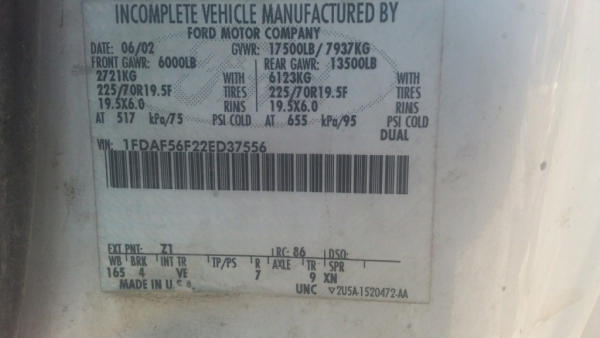 INCOMPLETE VEHICLE MANUFACTURED BY
FORD MOTOR COMPANY
DATE: 06/02 GVWR: 17500LB/ 7937KG
FRONT GAWR: 6000LB REAR GAWR: 13500LB
2721KG WITH 6123KG WITH
225/70R19.5F TIRES 225/70R19.5F TIRES
19.5X6.0 RIMS 19.5X6.0 RIMS
AT 517 kPa/75 PSI COLD AT 655 kPa/95 PSI COLD
DUAL
VIN: 1FDAF56F22ED37556
EXT PNT: Z1 RC: 86 DSO:
WB BRK INT TR TP/PS R AXLE TR SPR
165 4 VE 7 9 XN
MADE IN U.S.A. UNC 2U5A-1520472-AA